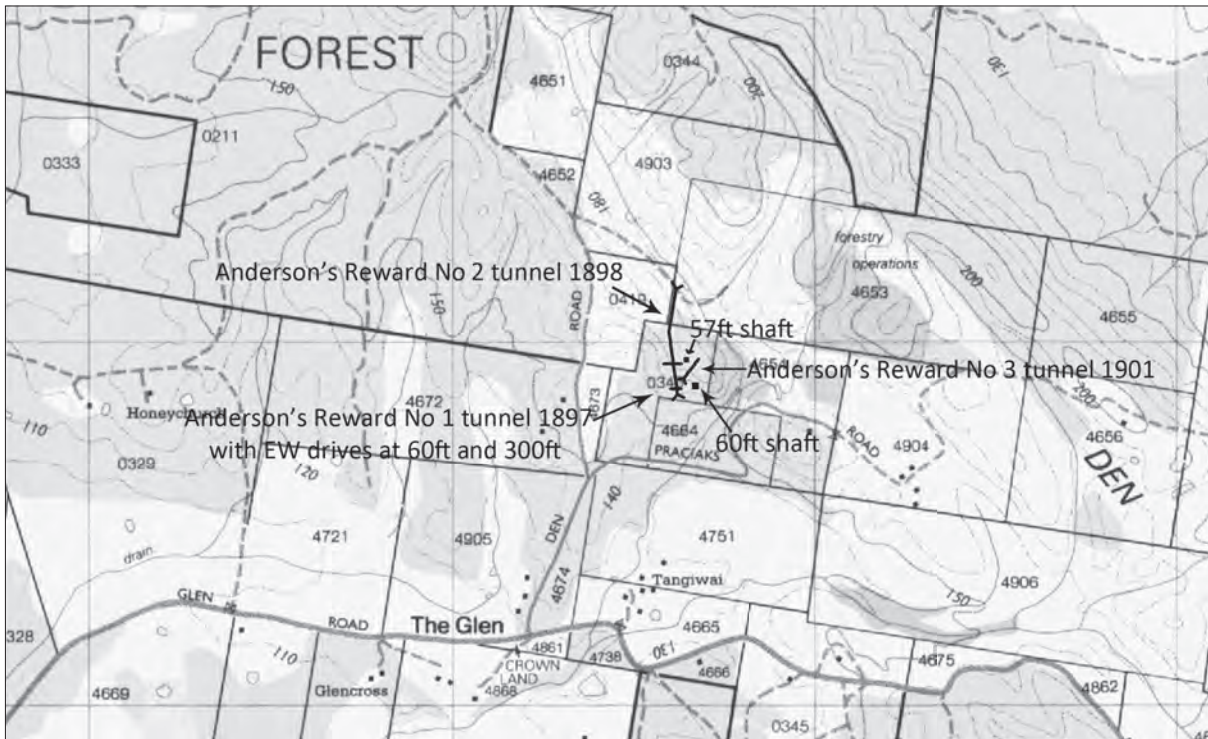 FOREST
150
0344
200
130
4651
0211
0333
4903
4652
180
forestry
operations
4653
200
4655
Anderson’s Reward No 2 tunnel 1898
ROAD
150
57ft shaft
4654
Anderson’s Reward No 3 tunnel 1901
200
110
4672
4673
Anderson’s Reward No 1 tunnel 1897
with EW drives at 60ft and 300ft
60ft shaft
4664
PRACIAKS
ROAD
4904
4656
DEN
0329
120
140
DEN
4721
4905
4751
drain
4674
Tangiwai
4906
150
GLEN
ROAD
The Glen
328
110
4861
CROWN
LAND
4738
4665
130
4666
4675
4669
Glencross
4868
0345
4862